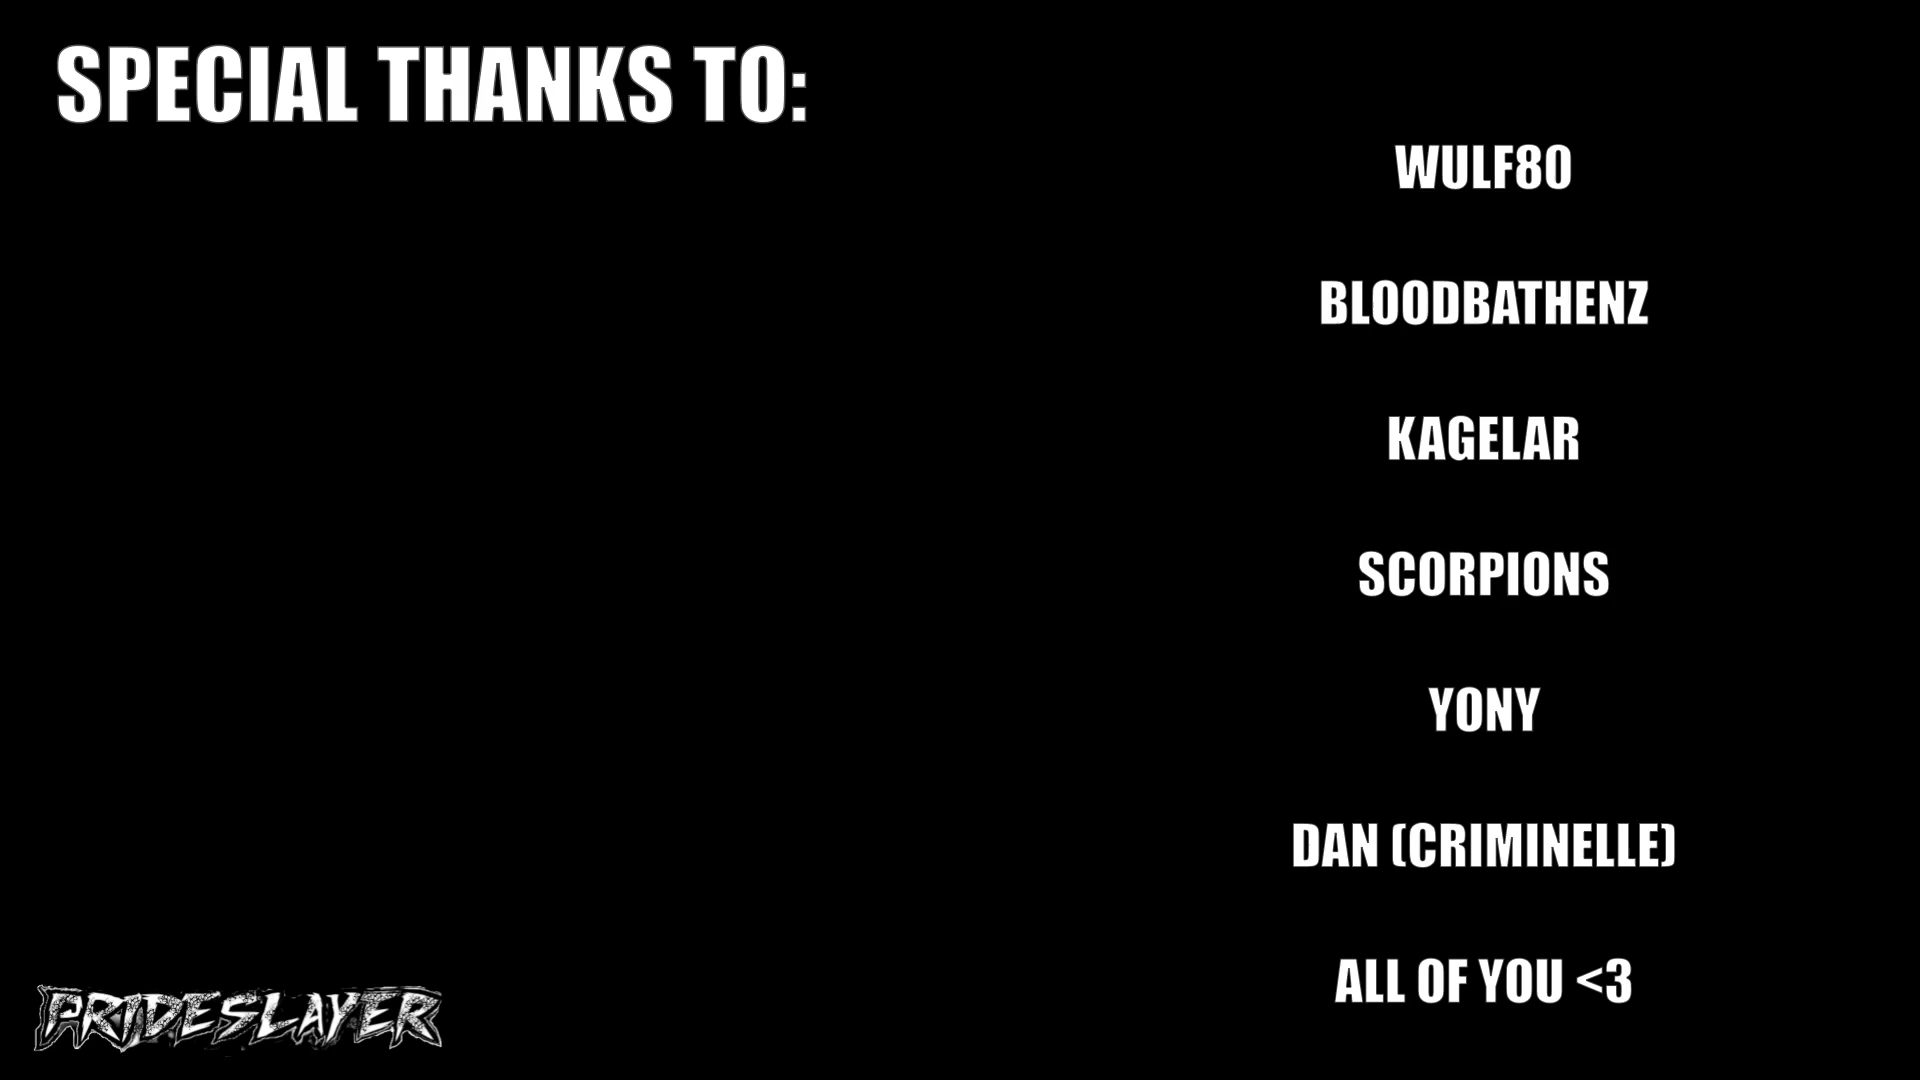 SPECIAL THANKS TO:
WULF80
BLOODBATHENZ
KAGELAR
SCORPIONS
YONY
DAN (CRIMINELLE)
ALL OF YOU <3
PRIDESLAYER